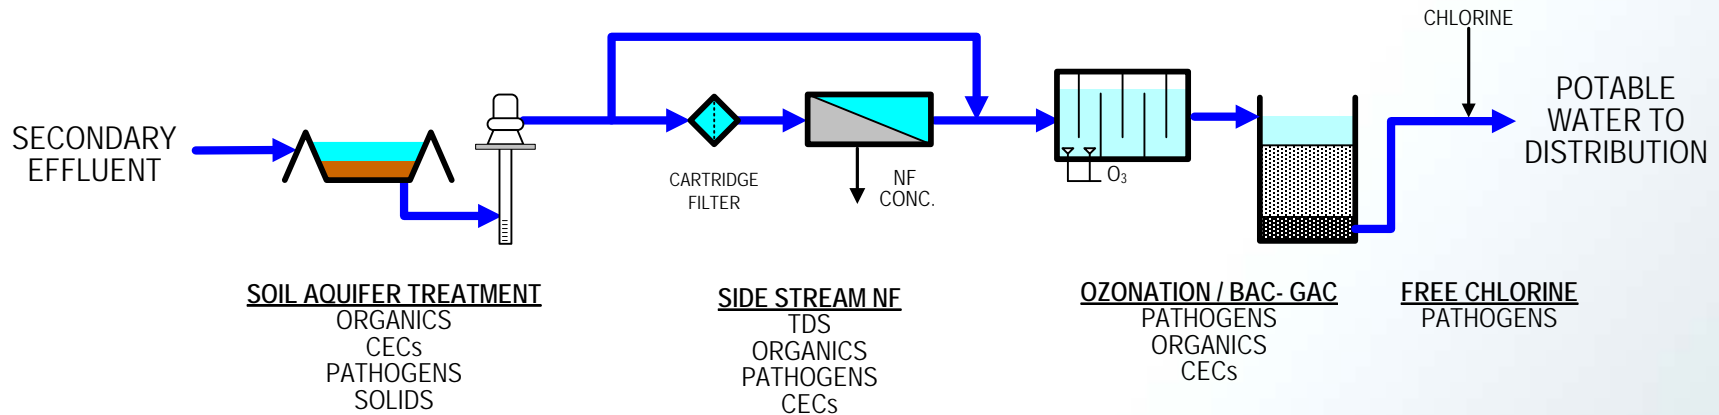 CHLORINE
SECONDARY
EFFLUENT
CARTRIDGE
FILTER
NF
CONC.
O₃
POTABLE
WATER TO
DISTRIBUTION
SOIL AQUIFER TREATMENT
ORGANICS
CECs
PATHOGENS
SOLIDS
SIDE STREAM NF
TDS
ORGANICS
PATHOGENS
CECs
OZONATION / BAC- GAC
PATHOGENS
ORGANICS
CECs
FREE CHLORINE
PATHOGENS